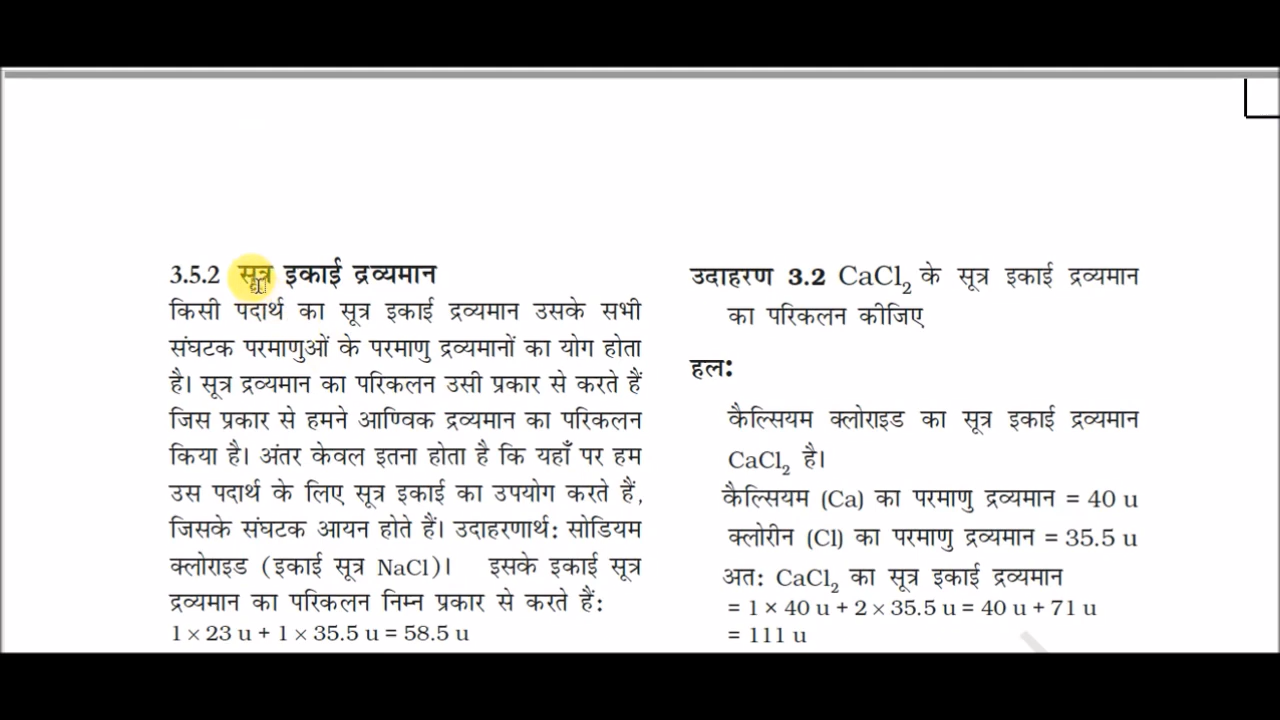 3.5.2 सूत्र इकाई द्रव्यमान
किसी पदार्थ का सूत्र इकाई द्रव्यमान उसके सभी
संघटक परमाणुओं के परमाणु द्रव्यमानों का योग होता
है। सूत्र द्रव्यमान का परिकलन उसी प्रकार से करते हैं
जिस प्रकार से हमने आण्विक द्रव्यमान का परिकलन
किया है। अंतर केवल इतना होता है कि यहाँ पर हम
उस पदार्थ के लिए सूत्र इकाई का उपयोग करते हैं,
जिसके संघटक आयन होते हैं। उदाहरणार्थ: सोडियम
क्लोराइड (इकाई सूत्र NaCl)। इसके इकाई सूत्र
द्रव्यमान का परिकलन निम्न प्रकार से करते हैं:
1 × 23 u + 1 × 35.5 u = 58.5 u
उदाहरण 3.2 CaCl₂ के सूत्र इकाई द्रव्यमान
का परिकलन कीजिए
हल:
कैल्सियम क्लोराइड का सूत्र इकाई द्रव्यमान
CaCl₂ है।
कैल्सियम (Ca) का परमाणु द्रव्यमान = 40 u
क्लोरीन (Cl) का परमाणु द्रव्यमान = 35.5 u
अत: CaCl₂ का सूत्र इकाई द्रव्यमान
= 1 × 40 u + 2 × 35.5 u = 40 u + 71 u
= 111 u